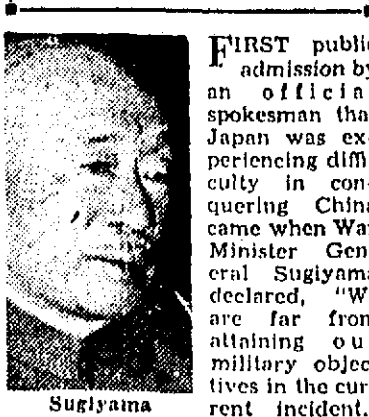 FIRST public
admission by
an official
spokesman that
Japan was ex-
periencing diffi-
culty in con-
quering China
came when War
Minister Gen-
eral Sugiyama
declared, "We
are far from
attaining our
military objec-
tives in the cur-
rent incident.
Sugiyama